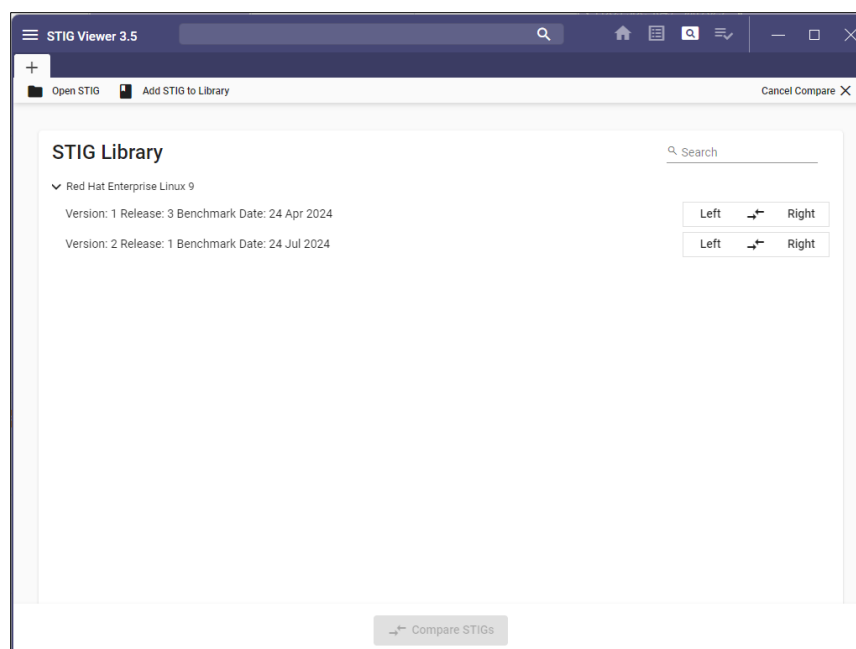 STIG Viewer 3.5
Open STIG Add STIG to Library Cancel Compare
STIG Library Search
Red Hat Enterprise Linux 9
Version: 1 Release: 3 Benchmark Date: 24 Apr 2024 Left Right
Version: 2 Release: 1 Benchmark Date: 24 Jul 2024 Left Right
Compare STIGs